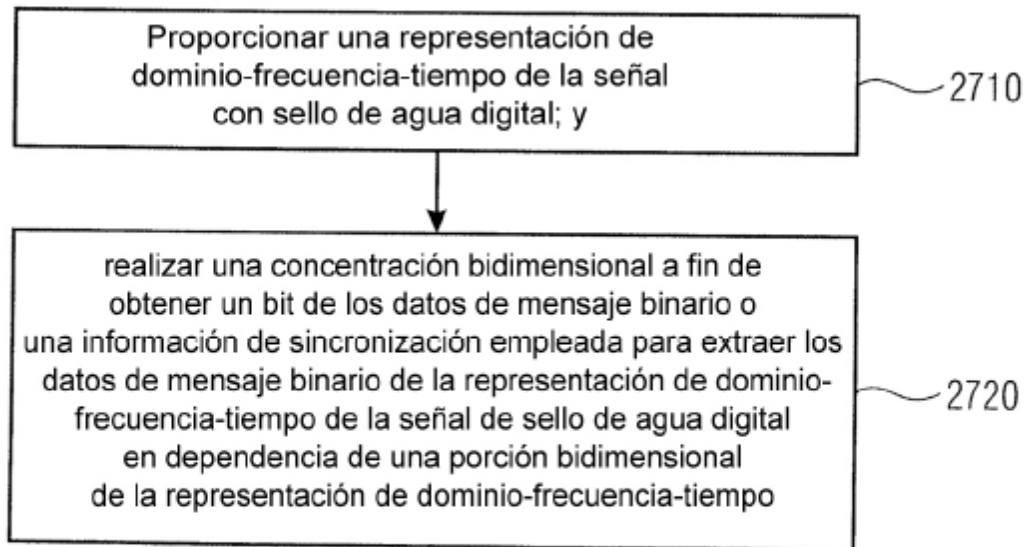 Proporcionar una representación de
dominio-frecuencia-tiempo de la señal
con sello de agua digital; y
2710
realizar una concentración bidimensional a fin de
obtener un bit de los datos de mensaje binario o
una información de sincronización empleada para extraer los
datos de mensaje binario de la representación de dominio-
frecuencia-tiempo de la señal de sello de agua digital
en dependencia de una porción bidimensional
de la representación de dominio-frecuencia-tiempo
2720